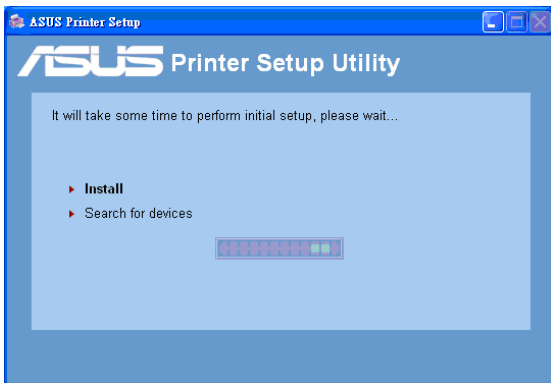 ASUS Printer Setup
ASUS Printer Setup Utility
It will take some time to perform initial setup, please wait...
Install
Search for devices